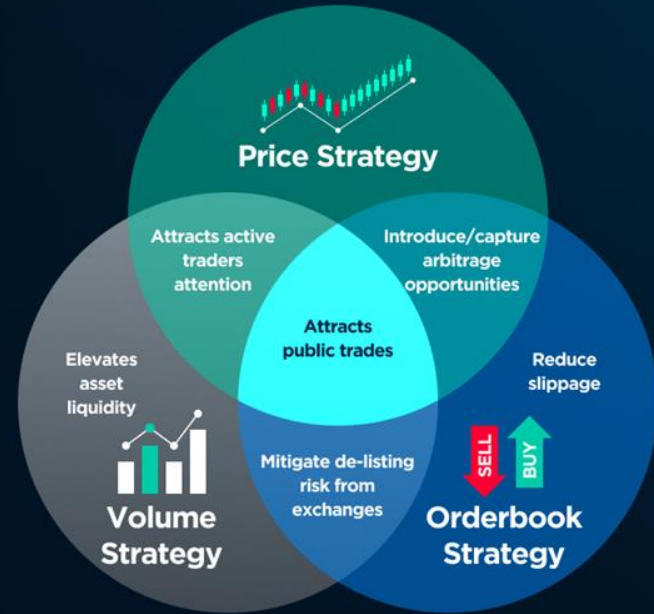 Price Strategy
Attracts active
traders
attention
Introduce/capture
arbitrage
opportunities
Attracts
public trades
Elevates
asset
liquidity
Reduce
slippage
Mitigate de-listing
risk from
exchanges
SELL
BUY
Volume
Strategy
Orderbook
Strategy